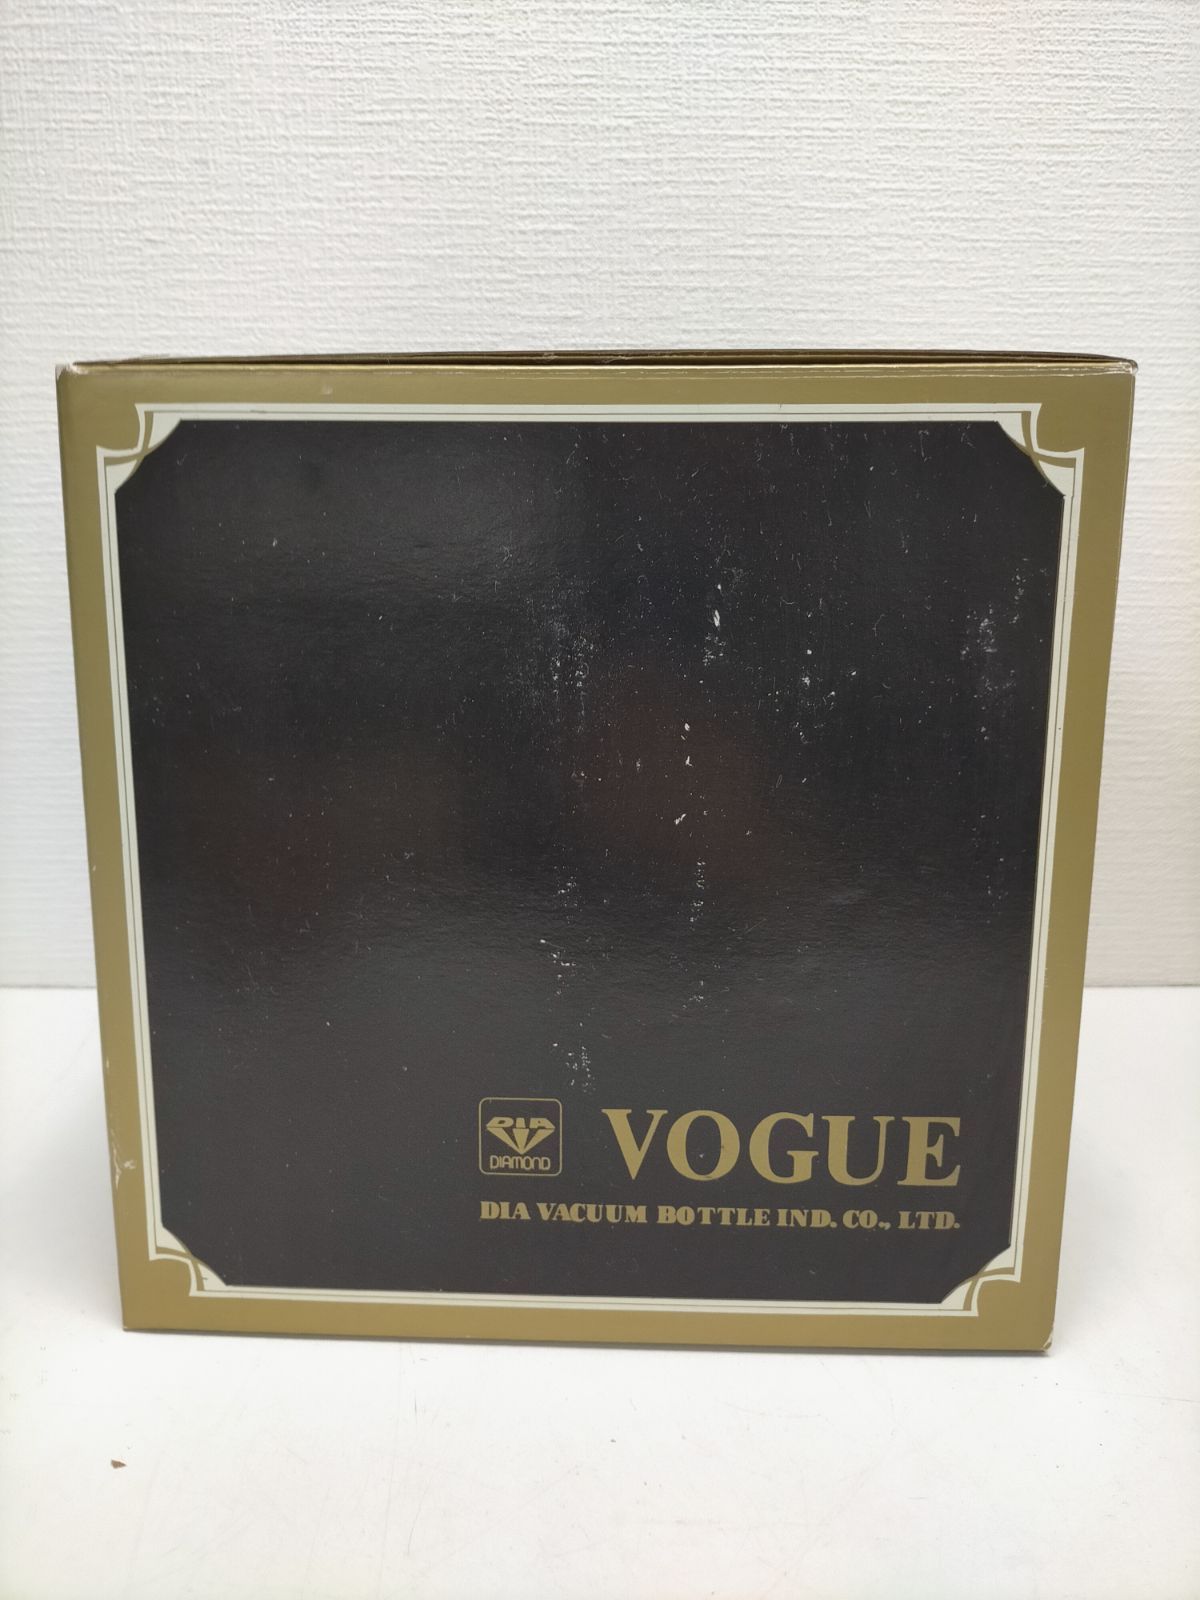 DIA
DIAMOND
VOGUE
DIA VACUUM BOTTLE IND. CO., LTD.